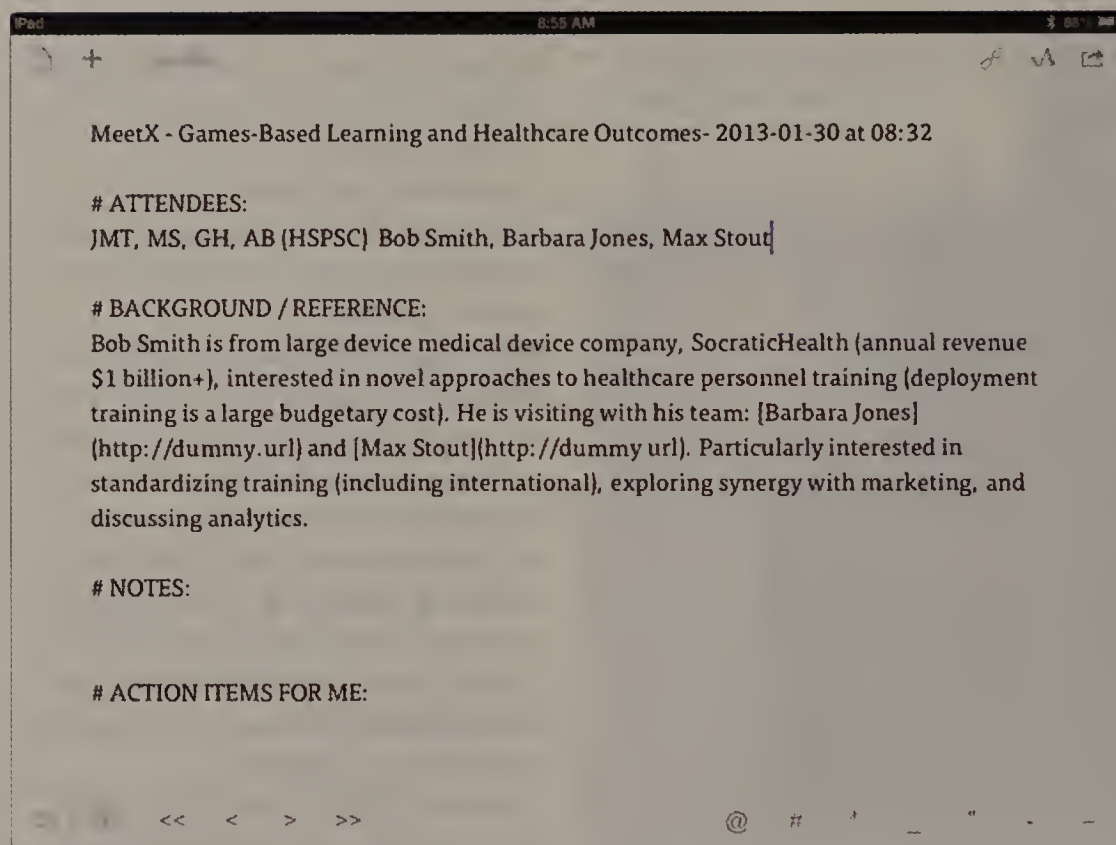 iPad
8:55 AM
MeetX - Games-Based Learning and Healthcare Outcomes- 2013-01-30 at 08:32
# ATTENDEES:
JMT, MS, GH, AB (HSPSC) Bob Smith, Barbara Jones, Max Stout
# BACKGROUND / REFERENCE:
Bob Smith is from large device medical device company, SocraticHealth (annual revenue
$1 billion+), interested in novel approaches to healthcare personnel training (deployment
training is a large budgetary cost). He is visiting with his team: [Barbara Jones]
(http://dummy.url) and [Max Stout](http://dummy url). Particularly interested in
standardizing training (including international), exploring synergy with marketing, and
discussing analytics.
# NOTES:
# ACTION ITEMS FOR ME:
<< < > >> @ # * _ " - –